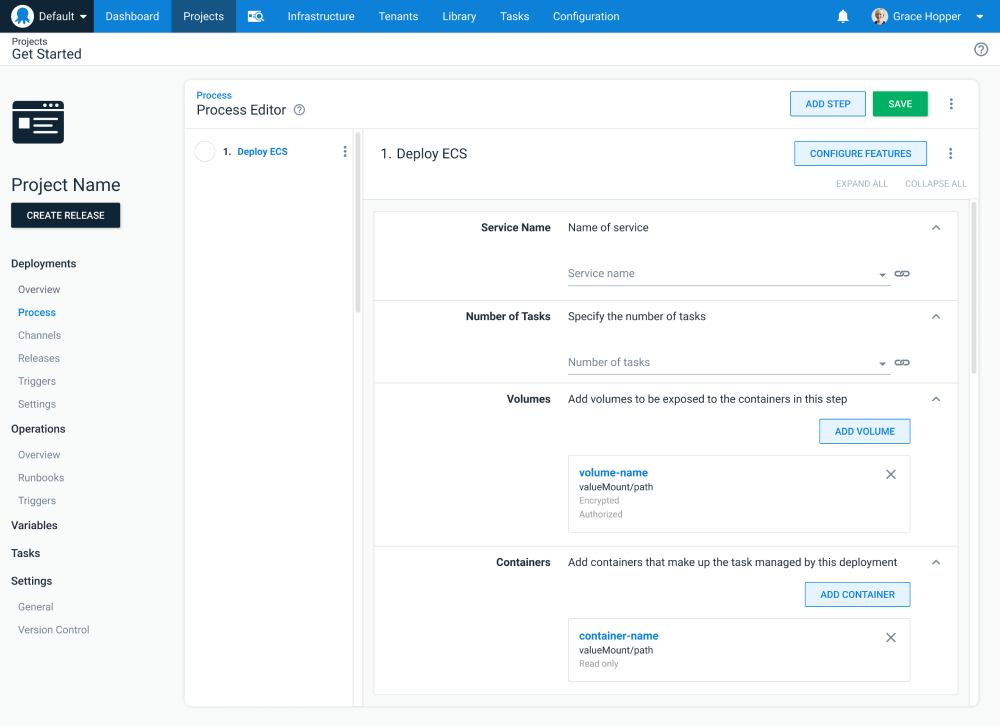 Default Dashboard Projects Infrastructure Tenants Library Tasks Configuration Grace Hopper
Projects
Get Started
Project Name
CREATE RELEASE
Deployments
Overview
Process
Channels
Releases
Triggers
Settings
Operations
Overview
Runbooks
Triggers
Variables
Tasks
Settings
General
Version Control
Process
Process Editor
ADD STEP SAVE
1. Deploy ECS
1. Deploy ECS
CONFIGURE FEATURES
EXPAND ALL COLLAPSE ALL
Service Name Name of service
Service name
Number of Tasks Specify the number of tasks
Number of tasks
Volumes Add volumes to be exposed to the containers in this step
ADD VOLUME
volume-name
valueMount/path
Encrypted
Authorized
Containers Add containers that make up the task managed by this deployment
ADD CONTAINER
container-name
valueMount/path
Read only